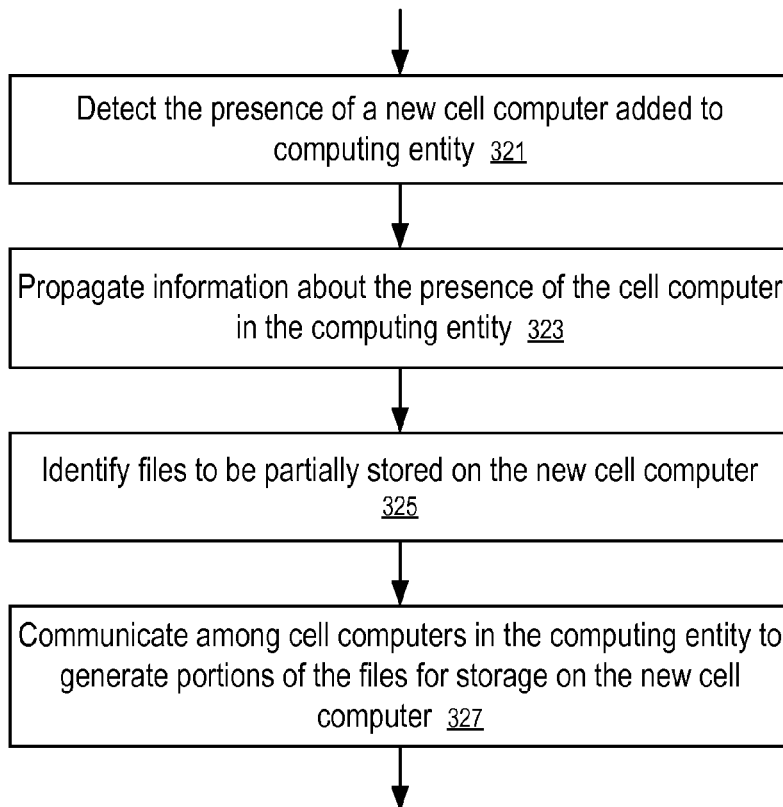 Detect the presence of a new cell computer added to
computing entity 321
Propagate information about the presence of the cell computer
in the computing entity 323
Identify files to be partially stored on the new cell computer
325
Communicate among cell computers in the computing entity to
generate portions of the files for storage on the new cell
computer 327